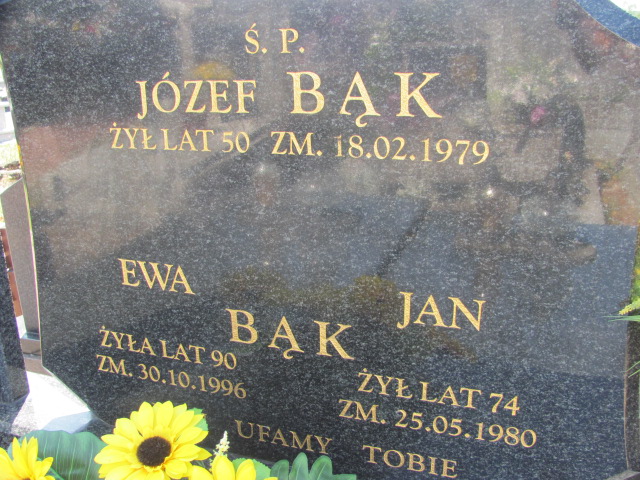 Ś. P.
JÓZEF BĄK
ŻYŁ LAT 50 ZM. 18.02.1979
EWA
JAN
BĄK
ŻYŁA LAT 90
ZM. 30.10.1996
ŻYŁ LAT 74
ZM. 25.05.1980
UFAMY TOBIE